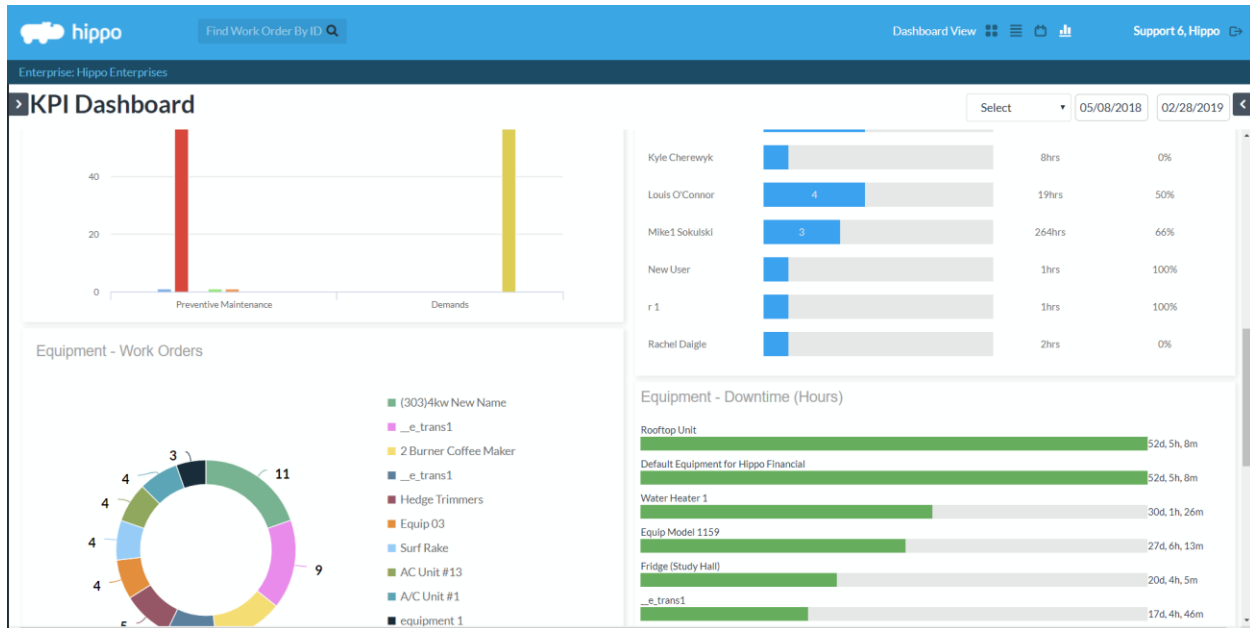 hippo
Find Work Order By ID
Dashboard View
Support 6, Hippo
Enterprise: Hippo Enterprises
KPI Dashboard
Select
05/08/2018
02/28/2019
40
20
0
Preventive Maintenance
Demands
Kyle Cherewyk 8hrs 0%
Louis O'Connor 4 19hrs 50%
Mike1 Sokulski 3 264hrs 66%
New User 1hrs 100%
r 1 1hrs 100%
Rachel Daigle 2hrs 0%
Equipment - Work Orders
3
11
4
4
4
9
4
(303)4kw New Name
__e_trans1
2 Burner Coffee Maker
__e_trans1
Hedge Trimmers
Equip 03
Surf Rake
AC Unit #13
A/C Unit #1
equipment 1
Equipment - Downtime (Hours)
Rooftop Unit
52d, 5h, 8m
Default Equipment for Hippo Financial
52d, 5h, 8m
Water Heater 1
30d, 1h, 26m
Equip Model 1159
27d, 6h, 13m
Fridge (Study Hall)
20d, 4h, 5m
__e_trans1
17d, 4h, 46m